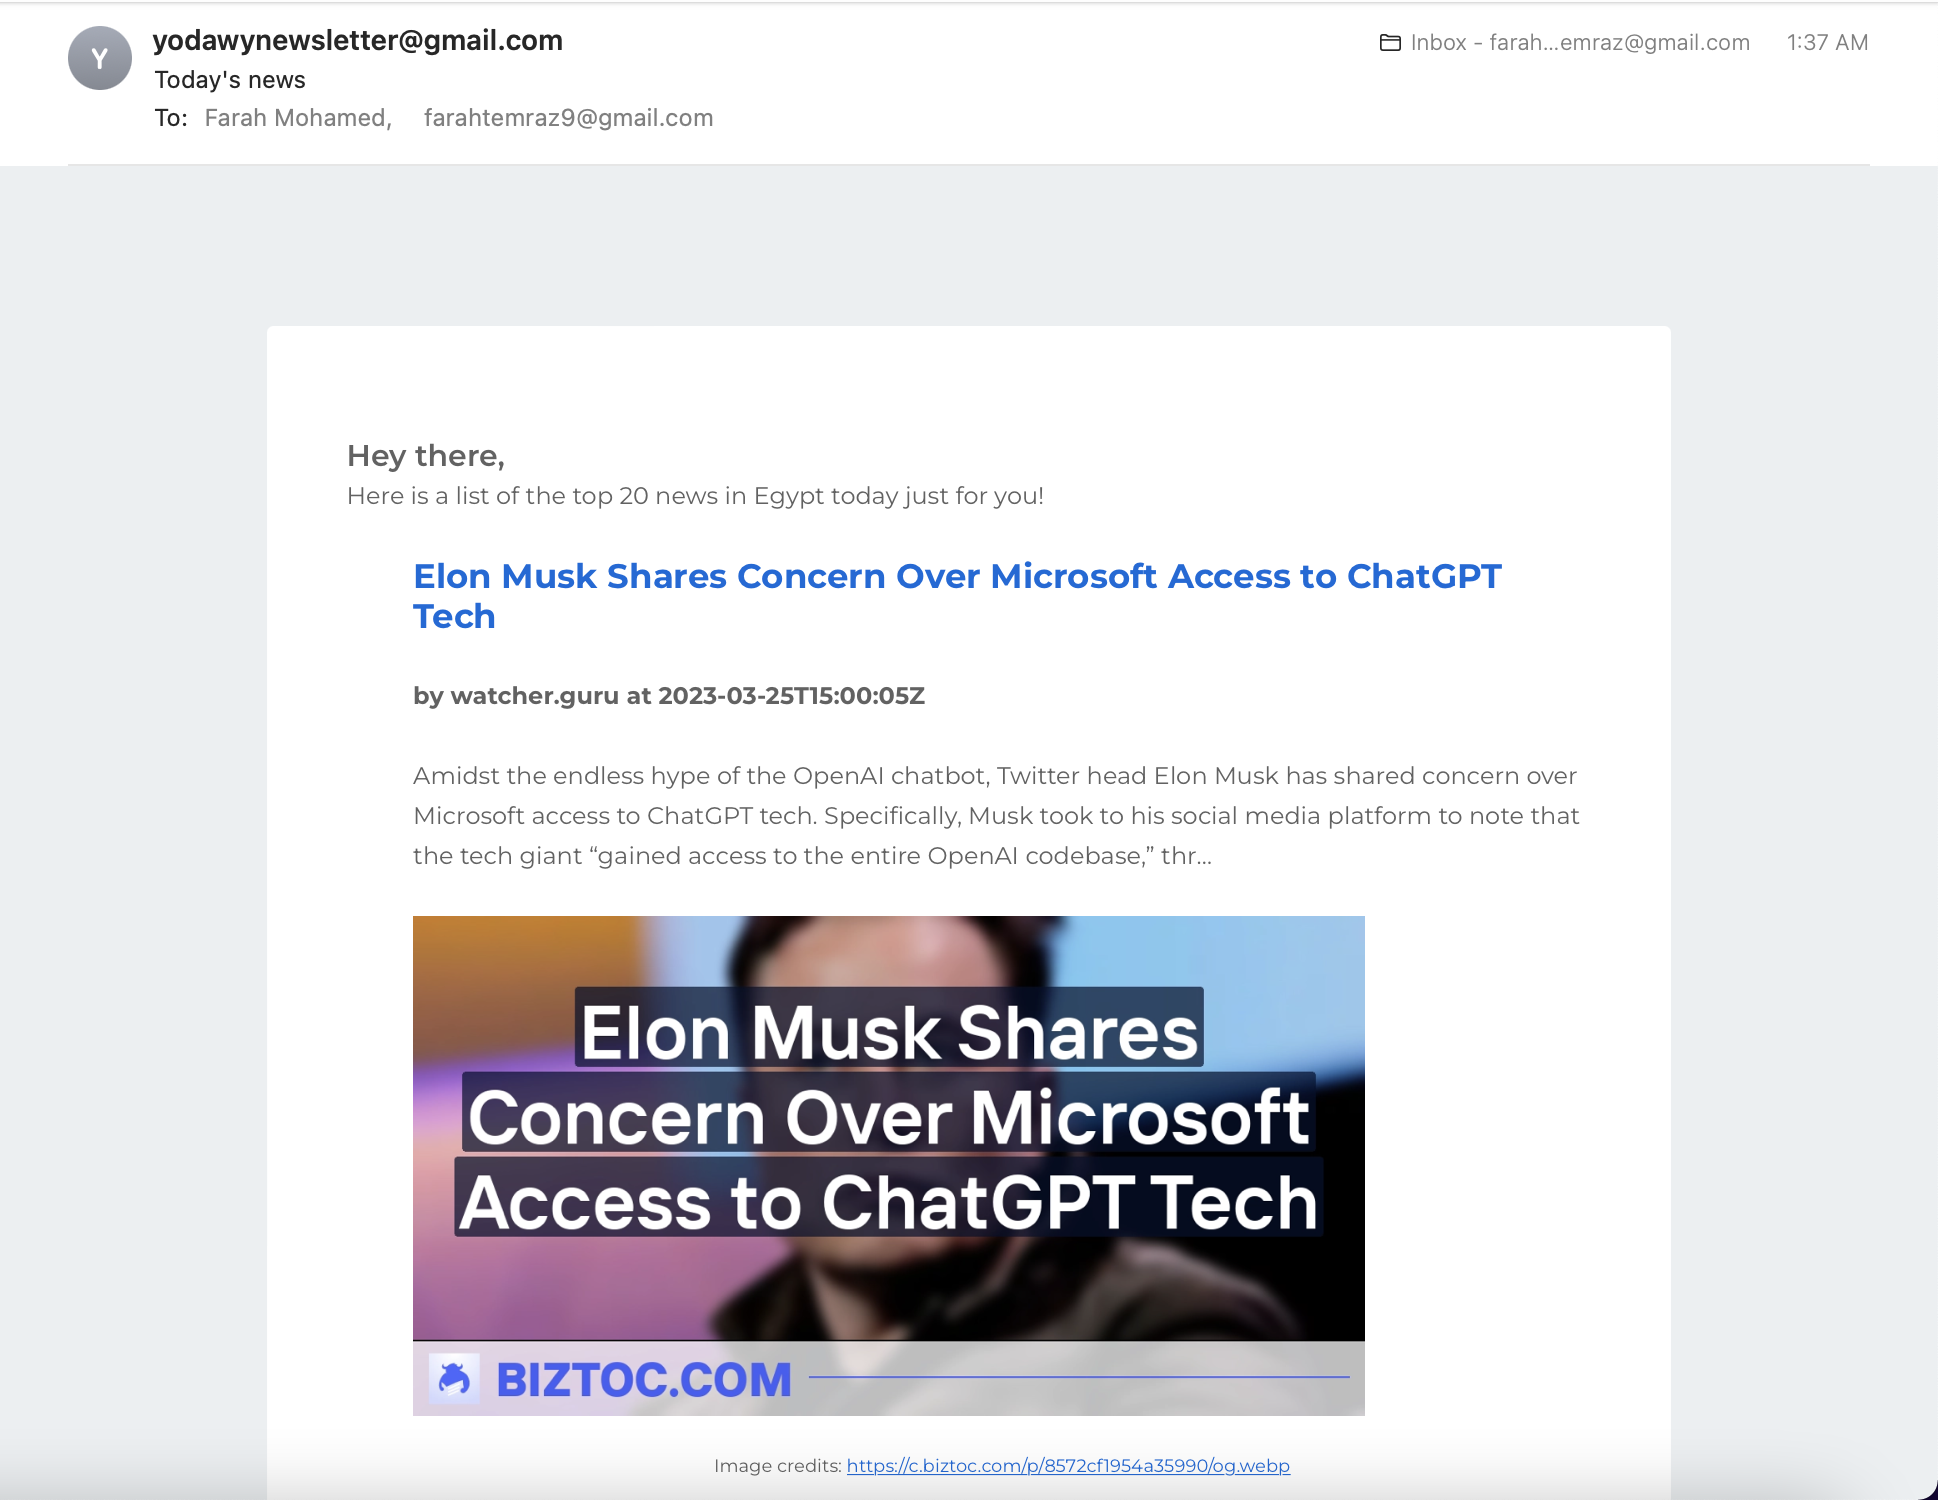 Y
yodawynewsletter@gmail.com
Inbox - farah...emraz@gmail.com
1:37 AM
Today's news
To: Farah Mohamed, farahtemraz9@gmail.com
Hey there,
Here is a list of the top 20 news in Egypt today just for you!
Elon Musk Shares Concern Over Microsoft Access to ChatGPT
Tech
by watcher.guru at 2023-03-25T15:00:05Z
Amidst the endless hype of the OpenAI chatbot, Twitter head Elon Musk has shared concern over
Microsoft access to ChatGPT tech. Specifically, Musk took to his social media platform to note that
the tech giant “gained access to the entire OpenAI codebase,” thr…
Elon Musk Shares
Concern Over Microsoft
Access to ChatGPT Tech
BIZTOC.COM
Image credits: https://c.biztoc.com/p/8572cf1954a35990/og.webp